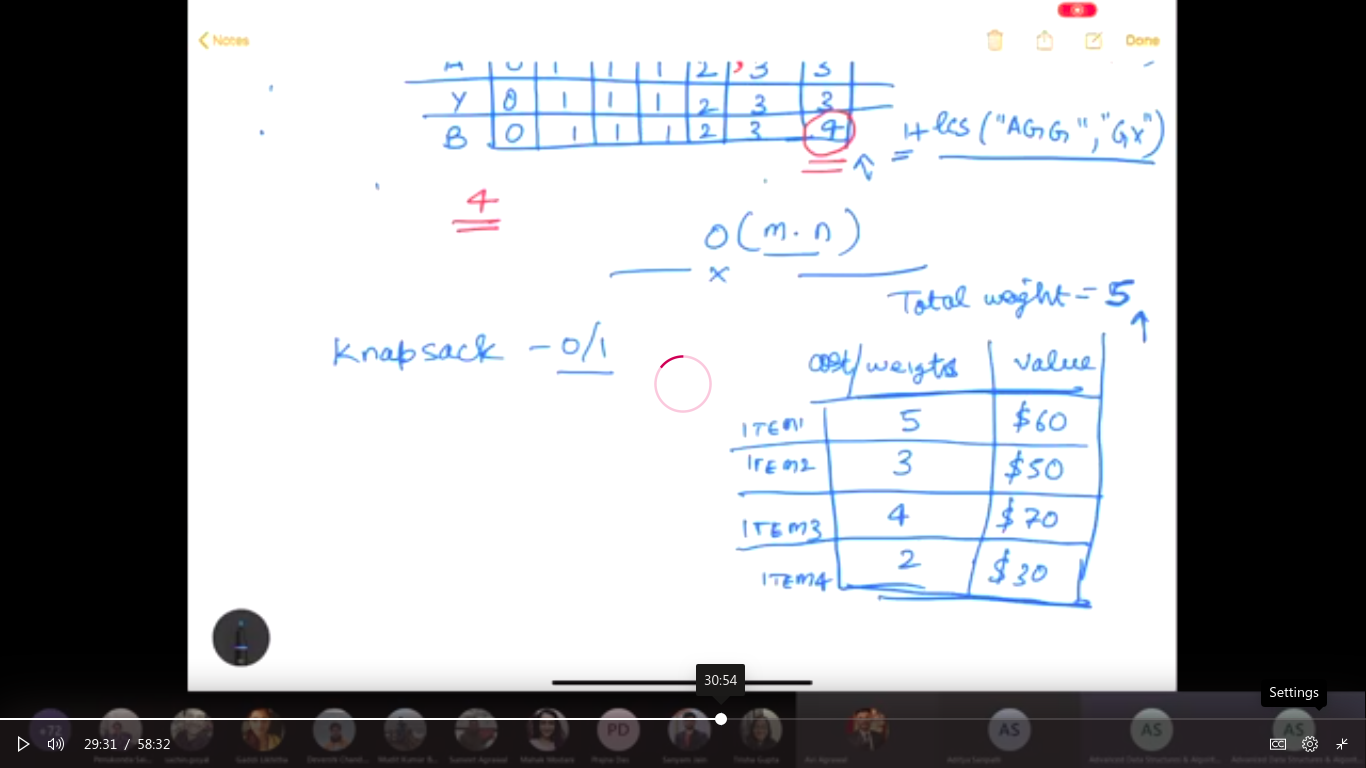 Notes
Done
A 0 1 1 1 2 3 3
Y 0 1 1 1 2 3 3
B 0 1 1 1 2 3 4
= 1+ lcs ("AGG","GX")
4
O(m.n)
x
Total weight = 5
Knapsack - 0/1
cost/weights value
ITEM1 5 $60
ITEM2 3 $50
ITEM3 4 $70
ITEM4 2 $30
30:54
Settings
+72
PD
AS
AS
AS
29:31 / 58:32
CC